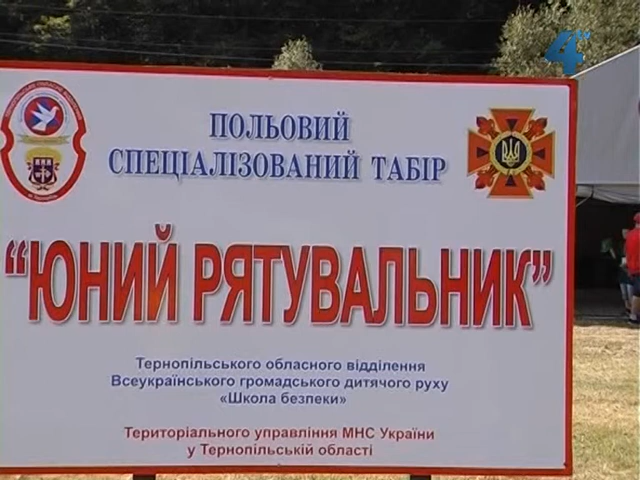 4
ПОЛЬОВИЙ
СПЕЦІАЛІЗОВАНИЙ ТАБІР
“ЮНИЙ РЯТУВАЛЬНИК”
Тернопільського обласного відділення
Всеукраїнського громадського дитячого руху
«Школа безпеки»
Територіального управління МНС України
у Тернопільській області